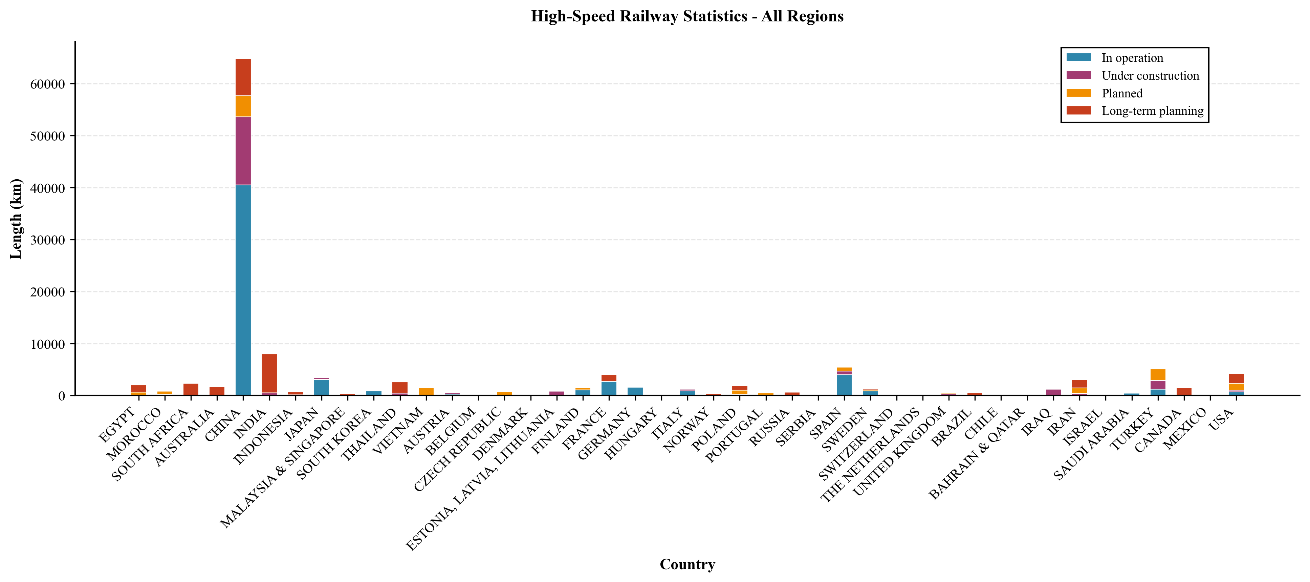 High-Speed Railway Statistics - All Regions
In operation
Under construction
Planned
Long-term planning
Length (km)
60000
50000
40000
30000
20000
10000
0
EGYPT
MOROCCO
SOUTH AFRICA
AUSTRALIA
CHINA
INDIA
INDONESIA
JAPAN
MALAYSIA & SINGAPORE
SOUTH KOREA
THAILAND
VIETNAM
AUSTRIA
BELGIUM
CZECH REPUBLIC
DENMARK
ESTONIA, LATVIA, LITHUANIA
FINLAND
FRANCE
GERMANY
HUNGARY
ITALY
NORWAY
POLAND
PORTUGAL
RUSSIA
SERBIA
SPAIN
SWEDEN
SWITZERLAND
THE NETHERLANDS
UNITED KINGDOM
BRAZIL
CHILE
BAHRAIN & QATAR
IRAQ
IRAN
ISRAEL
SAUDI ARABIA
TURKEY
CANADA
MEXICO
USA
Country